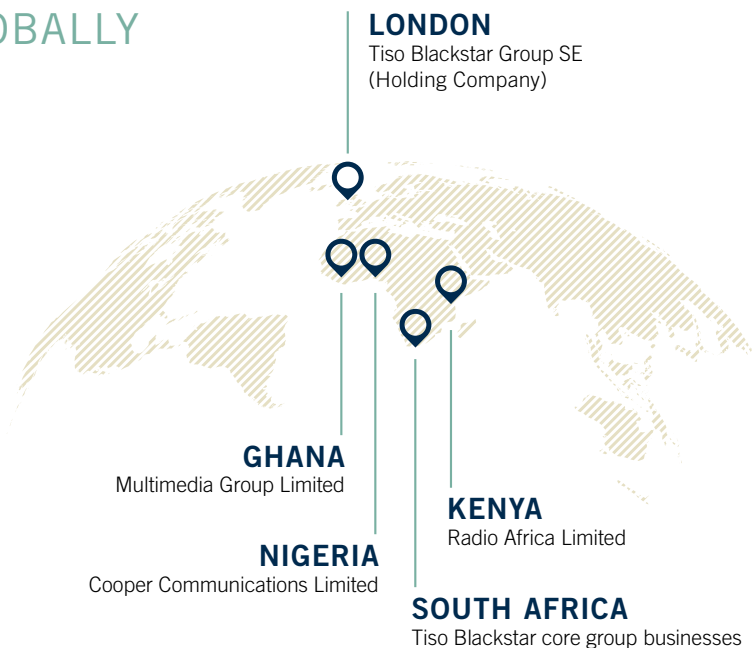 OBALLY
LONDON
Tiso Blackstar Group SE
(Holding Company)
GHANA
Multimedia Group Limited
KENYA
Radio Africa Limited
NIGERIA
Cooper Communications Limited
SOUTH AFRICA
Tiso Blackstar core group businesses